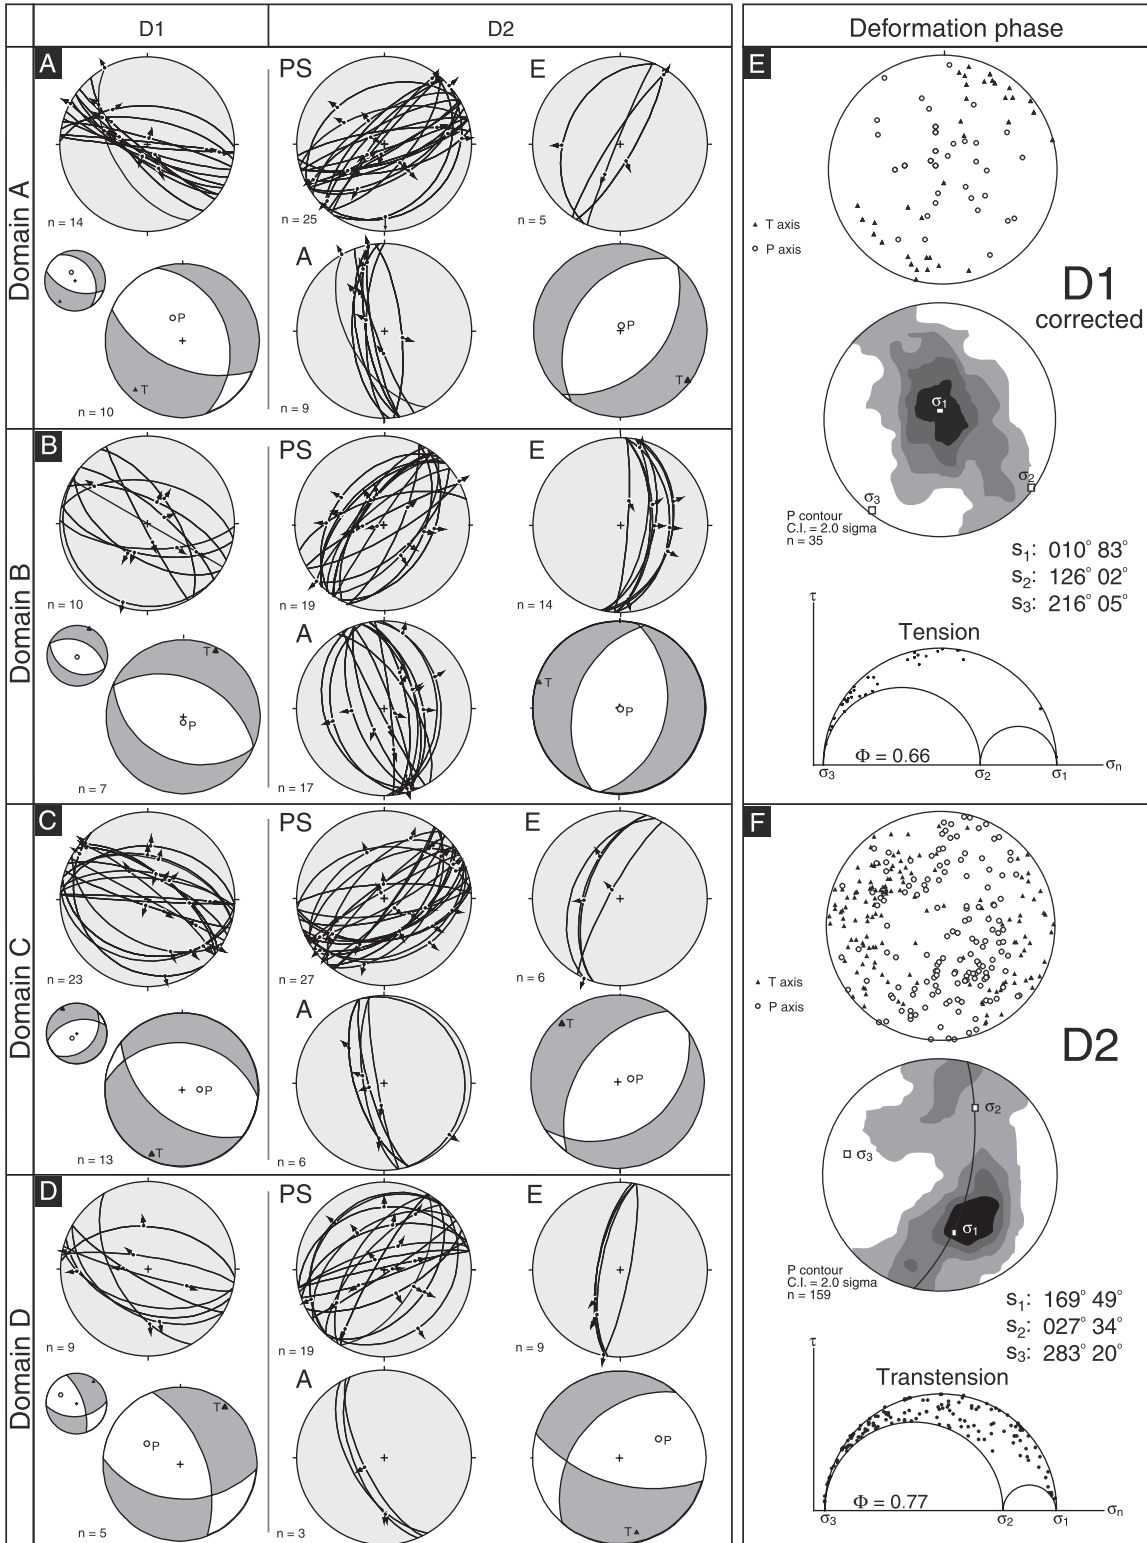 D1
D2
Deformation phase
Domain A
A
n = 14
PS
n = 25
E
n = 5
P
T
n = 10
A
n = 9
P
T
Domain B
B
n = 10
PS
n = 19
E
n = 14
T
P
n = 7
A
n = 17
T
P
Domain C
C
n = 23
PS
n = 27
E
n = 6
P
T
n = 13
A
n = 6
T
P
Domain D
D
n = 9
PS
n = 19
E
n = 9
T
P
n = 5
A
n = 3
P
T
E
▲ T axis
○ P axis
D1
corrected
σ1
σ2
σ3
P contour
C.I. = 2.0 sigma
n = 35
s1: 010° 83°
s2: 126° 02°
s3: 216° 05°
τ
Tension
Φ = 0.66
σ3 σ2 σ1 σn
F
▲ T axis
○ P axis
D2
σ2
σ3
σ1
P contour
C.I. = 2.0 sigma
n = 159
s1: 169° 49°
s2: 027° 34°
s3: 283° 20°
τ
Transtension
Φ = 0.77
σ3 σ2 σ1 σn